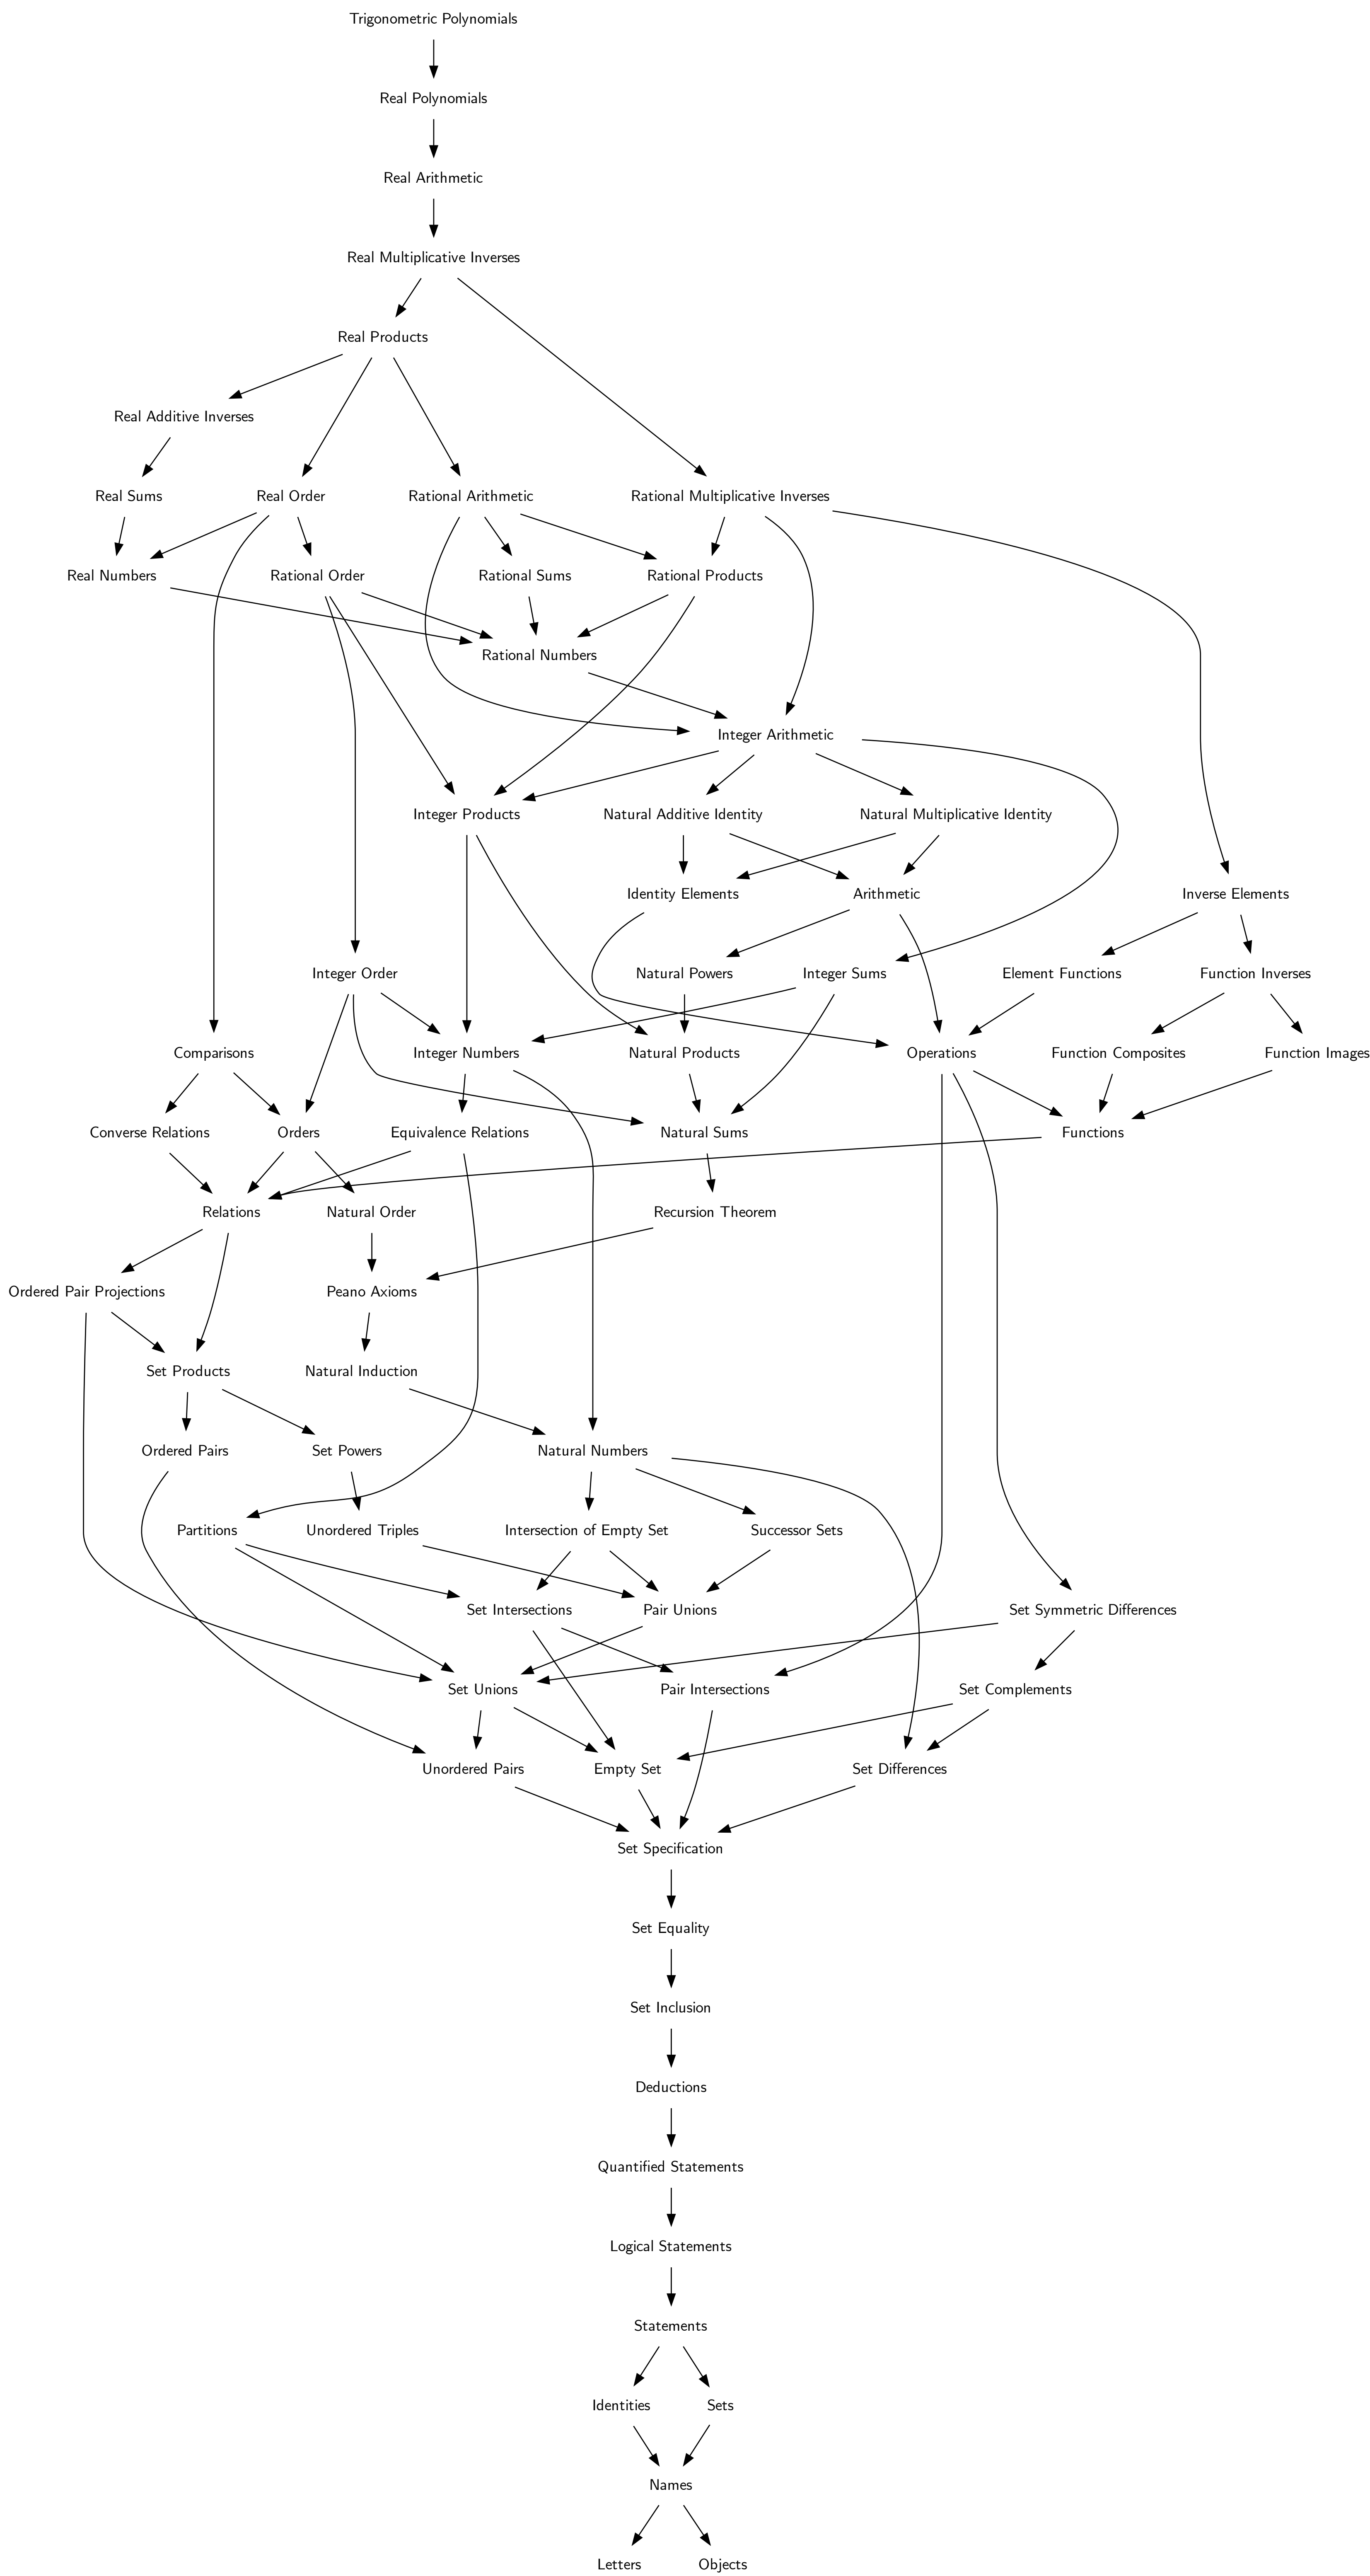 Trigonometric Polynomials
Real Polynomials
Real Arithmetic
Real Multiplicative Inverses
Real Products
Real Additive Inverses
Real Sums
Real Order
Rational Arithmetic
Rational Multiplicative Inverses
Real Numbers
Rational Order
Rational Sums
Rational Products
Rational Numbers
Integer Arithmetic
Integer Products
Natural Additive Identity
Natural Multiplicative Identity
Identity Elements
Arithmetic
Inverse Elements
Integer Order
Natural Powers
Integer Sums
Element Functions
Function Inverses
Comparisons
Integer Numbers
Natural Products
Operations
Function Composites
Function Images
Converse Relations
Orders
Equivalence Relations
Natural Sums
Functions
Relations
Natural Order
Recursion Theorem
Ordered Pair Projections
Peano Axioms
Set Products
Natural Induction
Ordered Pairs
Set Powers
Natural Numbers
Partitions
Unordered Triples
Intersection of Empty Set
Successor Sets
Set Intersections
Pair Unions
Set Symmetric Differences
Set Unions
Pair Intersections
Set Complements
Unordered Pairs
Empty Set
Set Differences
Set Specification
Set Equality
Set Inclusion
Deductions
Quantified Statements
Logical Statements
Statements
Identities
Sets
Names
Letters
Objects